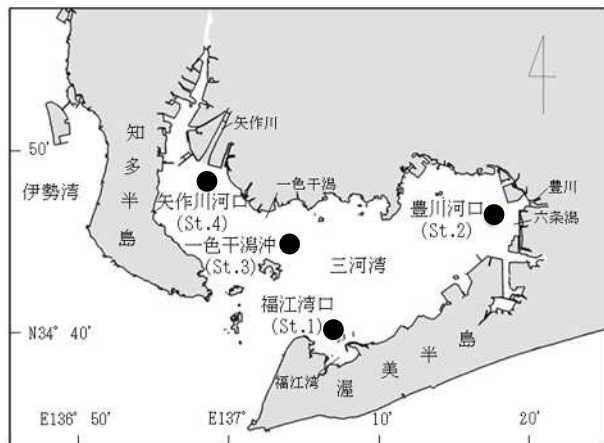 矢作川
50'
知多半島
一色干潟
豊川
伊勢湾
矢作川河口
(St.4)
豊川河口
(St.2)
六条潟
一色干潟沖
(St.3)
三河湾
福江湾口
(St.1)
N34° 40'
福江湾
渥美半島
E136° 50'
E137°
10'
20'